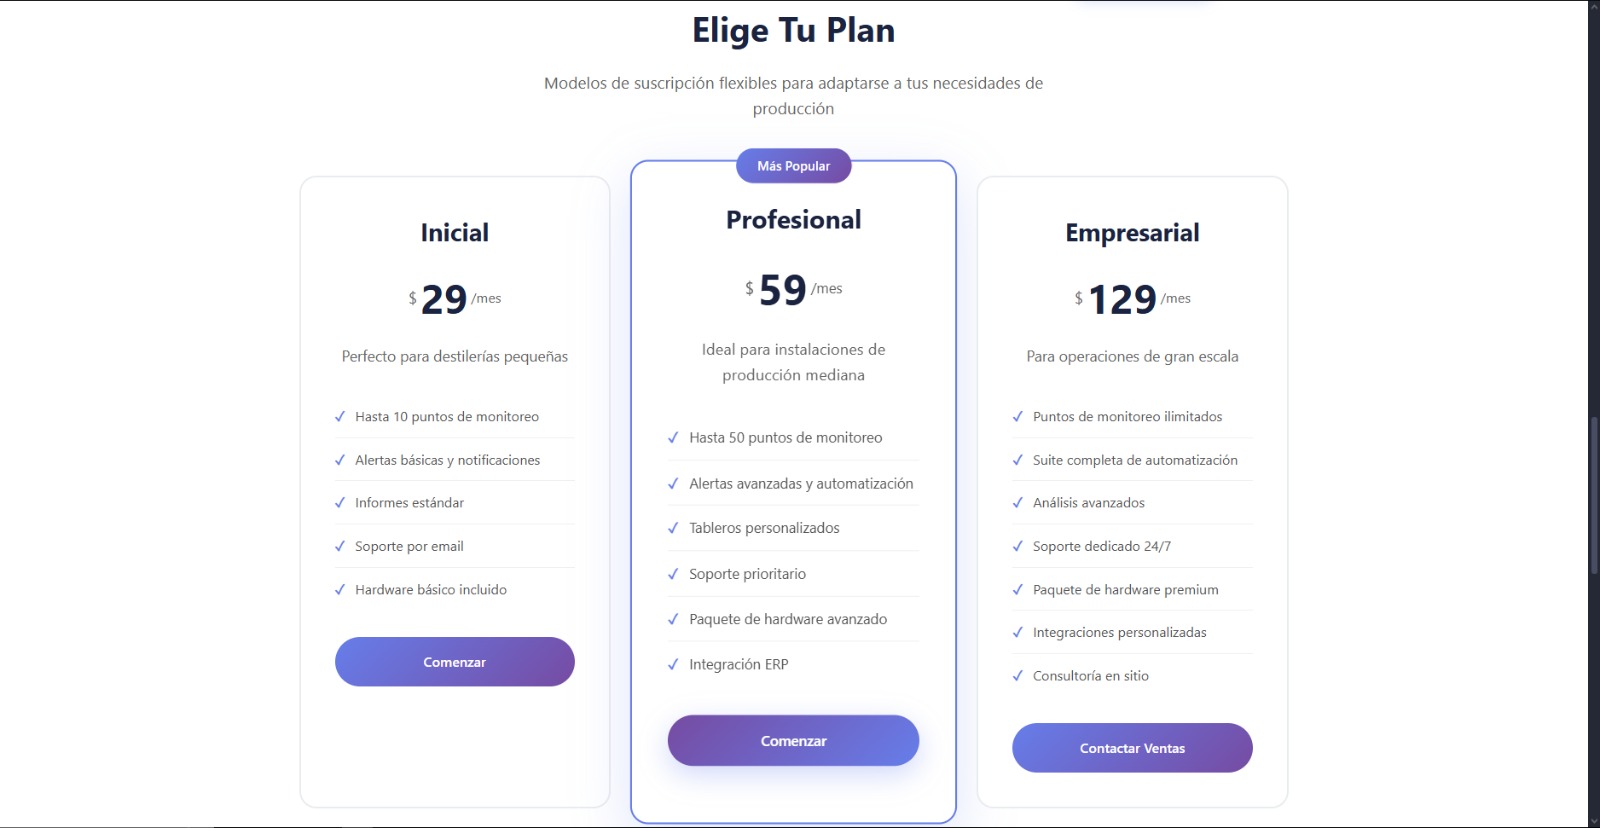 Elige Tu Plan
Modelos de suscripción flexibles para adaptarse a tus necesidades de
producción
Inicial
$ 29 /mes
Perfecto para destilerías pequeñas
✓ Hasta 10 puntos de monitoreo
✓ Alertas básicas y notificaciones
✓ Informes estándar
✓ Soporte por email
✓ Hardware básico incluido
Comenzar
Más Popular
Profesional
$ 59 /mes
Ideal para instalaciones de
producción mediana
✓ Hasta 50 puntos de monitoreo
✓ Alertas avanzadas y automatización
✓ Tableros personalizados
✓ Soporte prioritario
✓ Paquete de hardware avanzado
✓ Integración ERP
Comenzar
Empresarial
$ 129 /mes
Para operaciones de gran escala
✓ Puntos de monitoreo ilimitados
✓ Suite completa de automatización
✓ Análisis avanzados
✓ Soporte dedicado 24/7
✓ Paquete de hardware premium
✓ Integraciones personalizadas
✓ Consultoría en sitio
Contactar Ventas